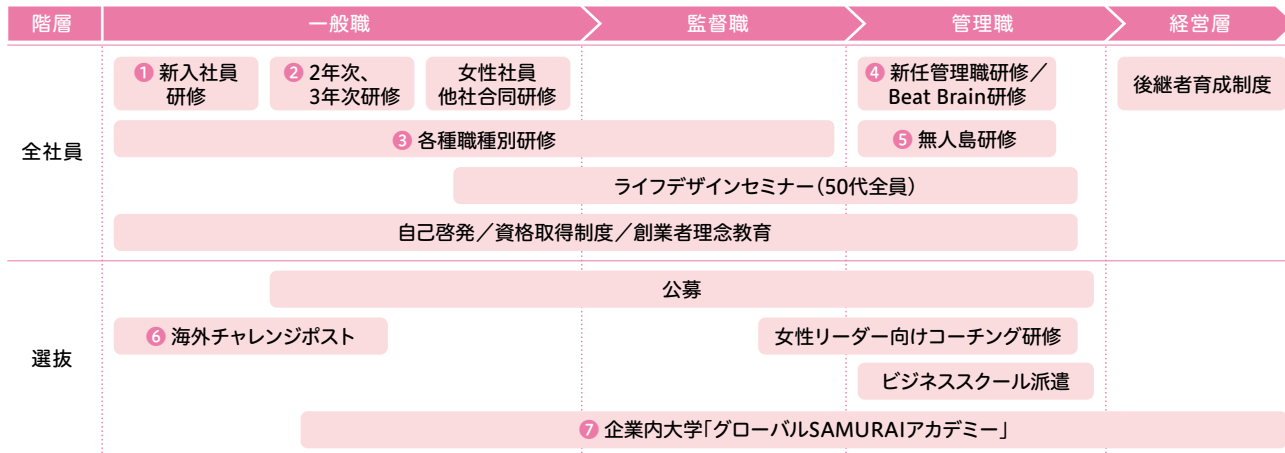 階層
一般職
監督職
管理職
経営層
全社員
❶ 新入社員
研修
❷ 2年次、
3年次研修
女性社員
他社合同研修
❹ 新任管理職研修／
Beat Brain研修
後継者育成制度
❸ 各種職種別研修
❺ 無人島研修
ライフデザインセミナー（50代全員）
自己啓発／資格取得制度／創業者理念教育
選抜
公募
❻ 海外チャレンジポスト
女性リーダー向けコーチング研修
ビジネススクール派遣
❼ 企業内大学「グローバルSAMURAIアカデミー」